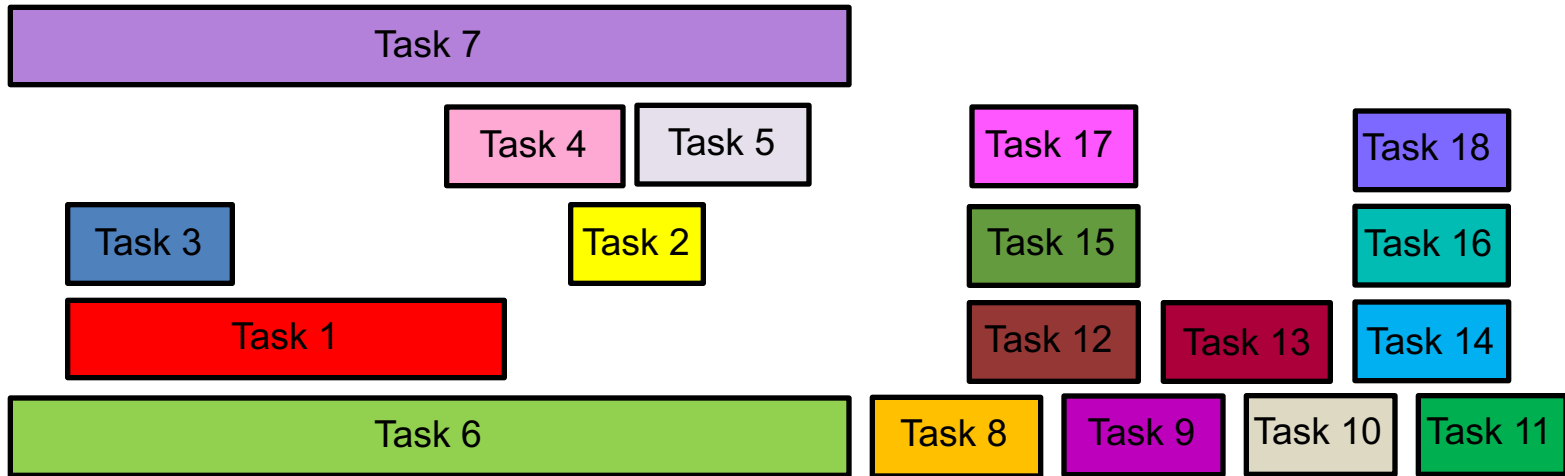 Task 7
Task 4
Task 5
Task 17
Task 18
Task 3
Task 2
Task 15
Task 16
Task 1
Task 12
Task 13
Task 14
Task 6
Task 8
Task 9
Task 10
Task 11